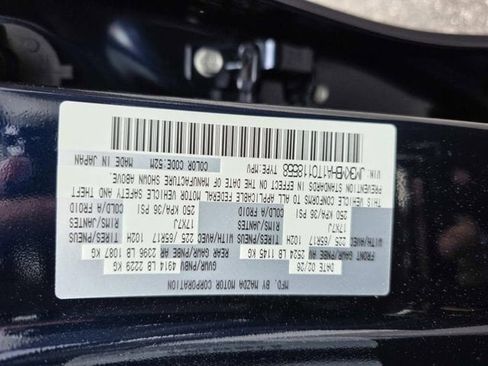 MFD BY MAZDA MOTOR CORPORATION
DATE 02/26 GVWR/PNBV 4914 LB 2229 KG
FRONT GAWR/PNBE AV 2524 LB 1145 KG REAR GAWR/PNBE AR 2396 LB 1087 KG
WITH/AVEC 225 /65R17 102H TIRES/PNEUS WITH/AVEC 225 /65R17 102H TIRES/PNEUS
17X7J RIMS/JANTES 17X7J RIMS/JANTES
250 KPA/36 PSI COLD/A FROID 250 KPA/36 PSI COLD/A FROID
THIS VEHICLE CONFORMS TO ALL APPLICABLE FEDERAL MOTOR VEHICLE SAFETY, BUMPER, AND THEFT
PREVENTION STANDARDS IN EFFECT ON THE DATE OF MANUFACTURE SHOWN ABOVE.
TYPE:MPV COLOR CODE:52M MADE IN JAPAN